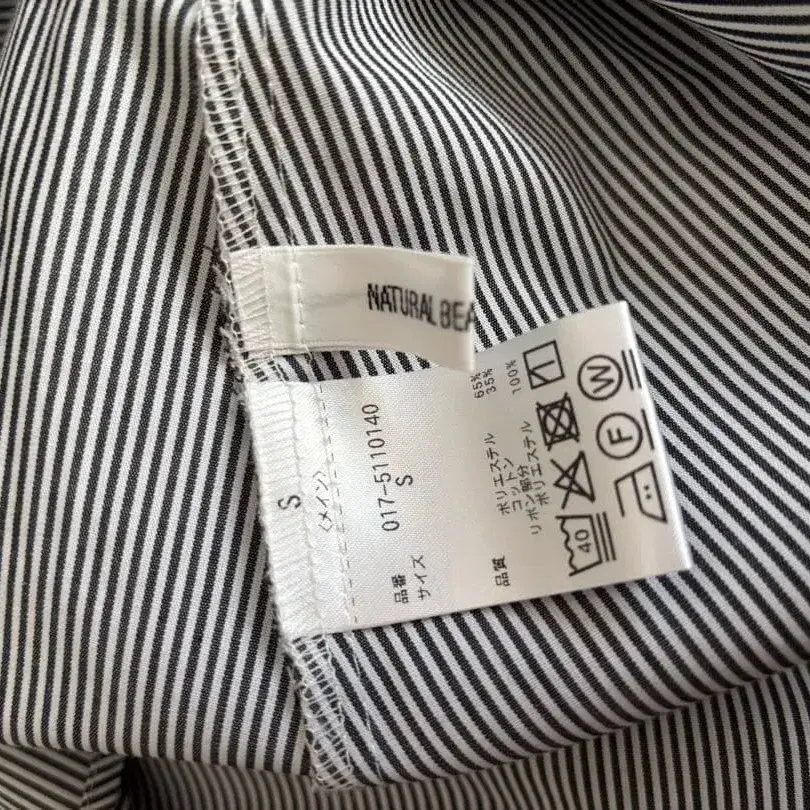 NATURAL BEA
S
〈メイン〉
品番 017-5110140
サイズ S
品質 ポリエステル 65%
コットン 35%
リボン部分
ポリエステル 100%
40
F
W